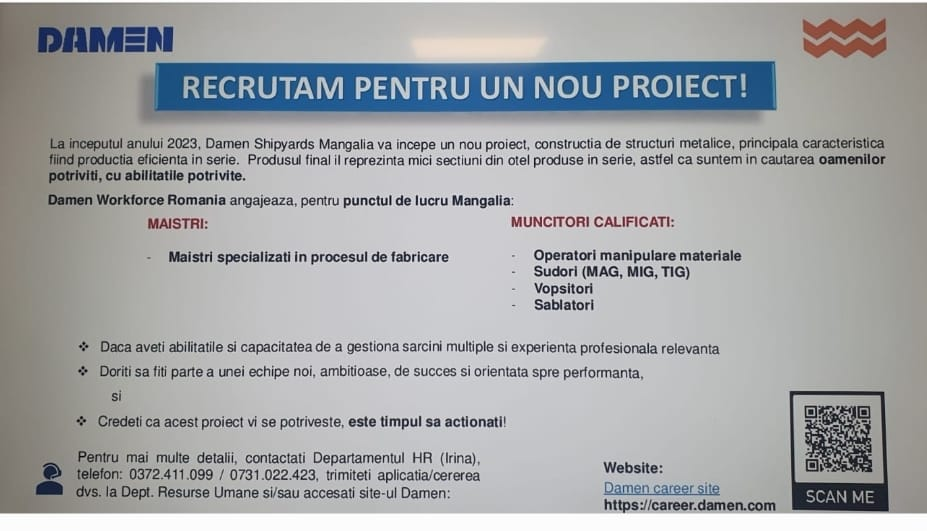 DAMEN
RECRUTAM PENTRU UN NOU PROIECT!
La inceputul anului 2023, Damen Shipyards Mangalia va incepe un nou proiect, constructia de structuri metalice, principala caracteristica
fiind productia eficienta in serie. Produsul final il reprezinta mici sectiuni din otel produse in serie, astfel ca suntem in cautarea oamenilor
potriviti, cu abilitatile potrivite.
Damen Workforce Romania angajeaza, pentru punctul de lucru Mangalia:
MAISTRI:
- Maistri specializati in procesul de fabricare
MUNCITORI CALIFICATI:
- Operatori manipulare materiale
- Sudori (MAG, MIG, TIG)
- Vopsitori
- Sablatori
❖ Daca aveti abilitatile si capacitatea de a gestiona sarcini multiple si experienta profesionala relevanta
❖ Doriti sa fiti parte a unei echipe noi, ambitioase, de succes si orientata spre performanta,
si
❖ Credeti ca acest proiect vi se potriveste, este timpul sa actionati!
Pentru mai multe detalii, contactati Departamentul HR (Irina),
telefon: 0372.411.099 / 0731.022.423, trimiteti aplicatia/cererea
dvs. la Dept. Resurse Umane si/sau accesati site-ul Damen:
Website:
Damen career site
https://career.damen.com
SCAN ME